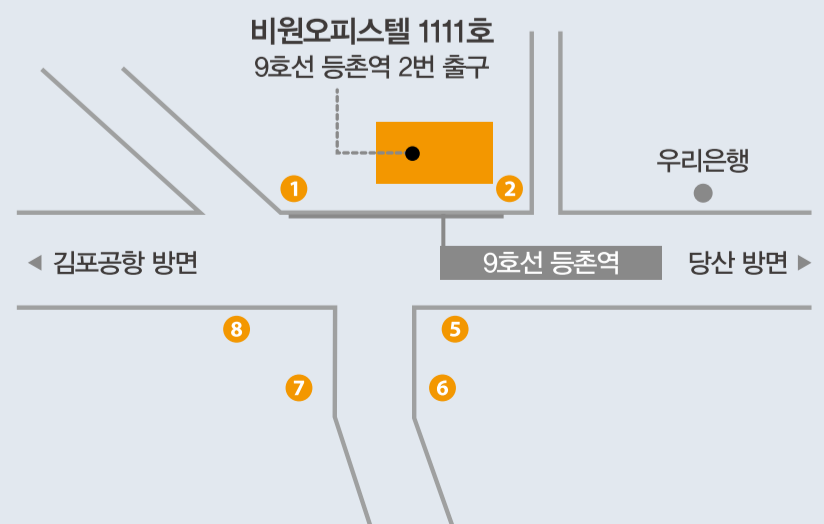 비원오피스텔 1111호
9호선 등촌역 2번 출구
우리은행
1
2
◀ 김포공항 방면
9호선 등촌역
당산 방면 ▶
8
5
7
6